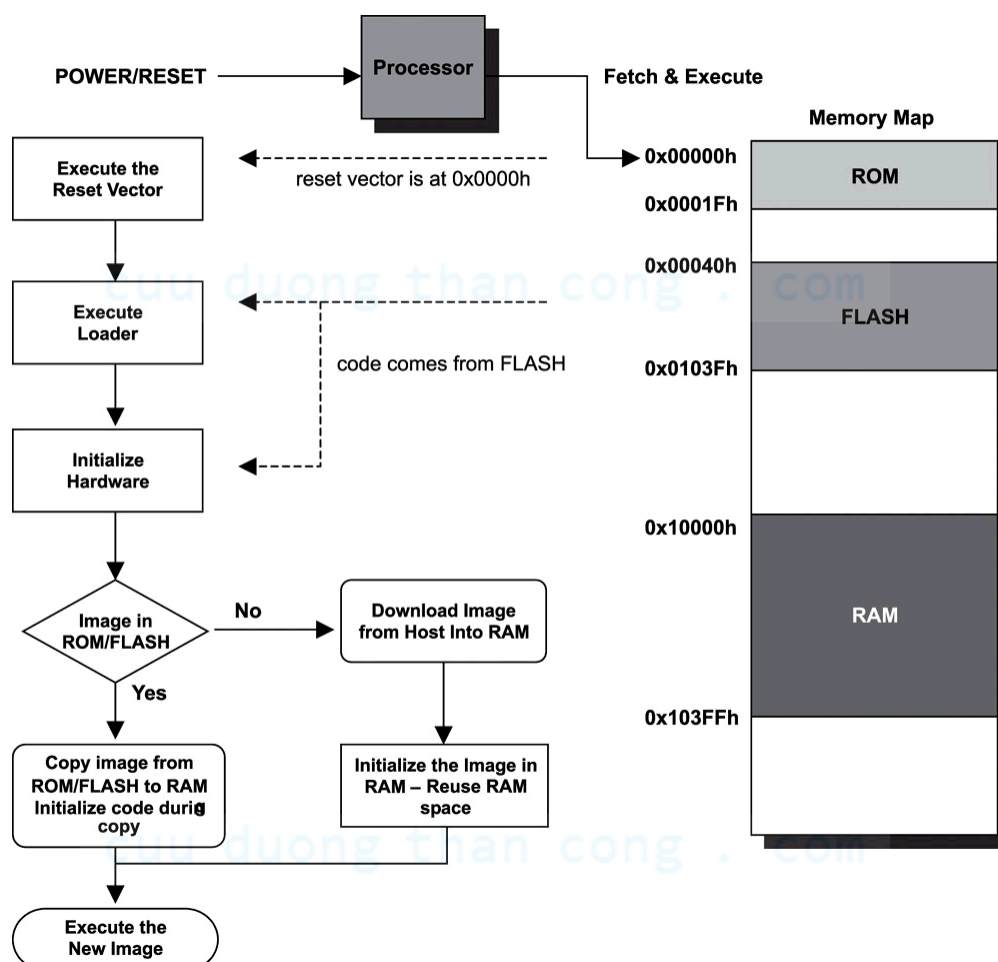 POWER/RESET
Processor
Fetch & Execute
Memory Map
Execute the
Reset Vector
reset vector is at 0x0000h
0x00000h
ROM
0x0001Fh
0x00040h
cuu duong than cong . com
Execute
Loader
FLASH
code comes from FLASH
0x0103Fh
Initialize
Hardware
0x10000h
Image in
ROM/FLASH
No
Download Image
from Host Into RAM
RAM
Yes
0x103FFh
Copy image from
ROM/FLASH to RAM
Initialize code during
copy
Initialize the Image in
RAM – Reuse RAM
space
cuu duong than cong . com
Execute the
New Image